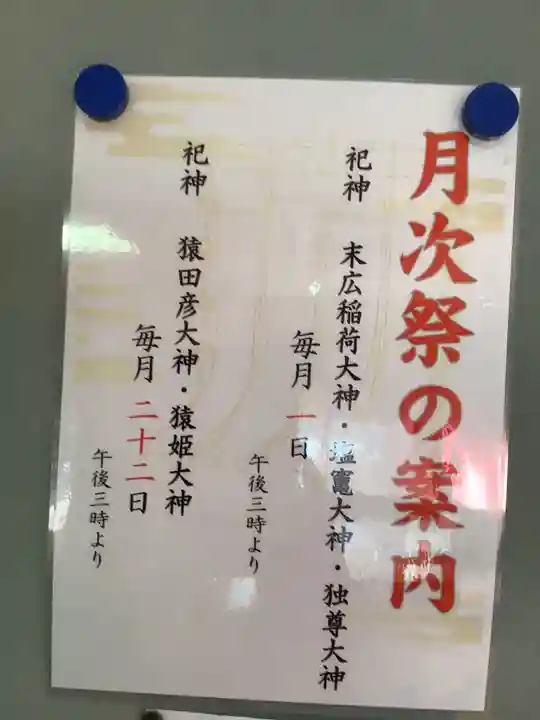 月次祭の案内
祀神 末広稲荷大神・塩竈大神・独尊大神
毎月 一日
午後三時より
祀神 猿田彦大神・猿姫大神
毎月 二十二日
午後三時より